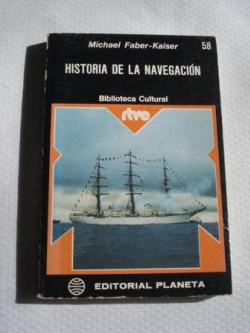 Michael Faber-Kaiser 58
HISTORIA DE LA NAVEGACIÓN
Biblioteca Cultural
rtve
EDITORIAL PLANETA